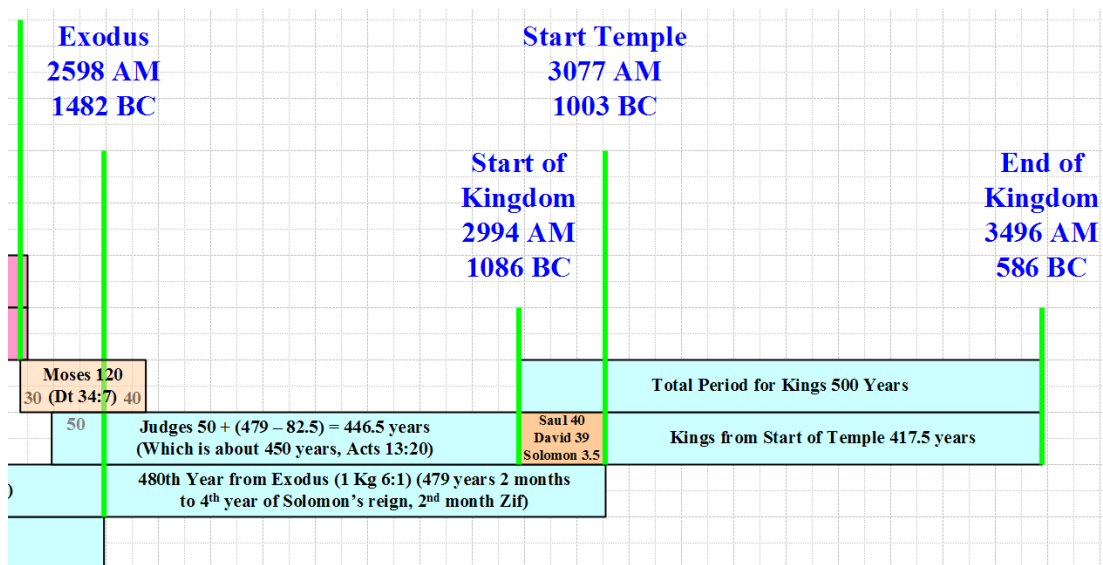 Exodus
2598 AM
1482 BC
Start Temple
3077 AM
1003 BC
Start of
Kingdom
2994 AM
1086 BC
End of
Kingdom
3496 AM
586 BC
Moses 120
30 (Dt 34:7) 40
Total Period for Kings 500 Years
50
Judges 50 + (479 – 82.5) = 446.5 years
(Which is about 450 years, Acts 13:20)
Saul 40
David 39
Solomon 3.5
Kings from Start of Temple 417.5 years
)
480th Year from Exodus (1 Kg 6:1) (479 years 2 months
to 4th year of Solomon’s reign, 2nd month Zif)